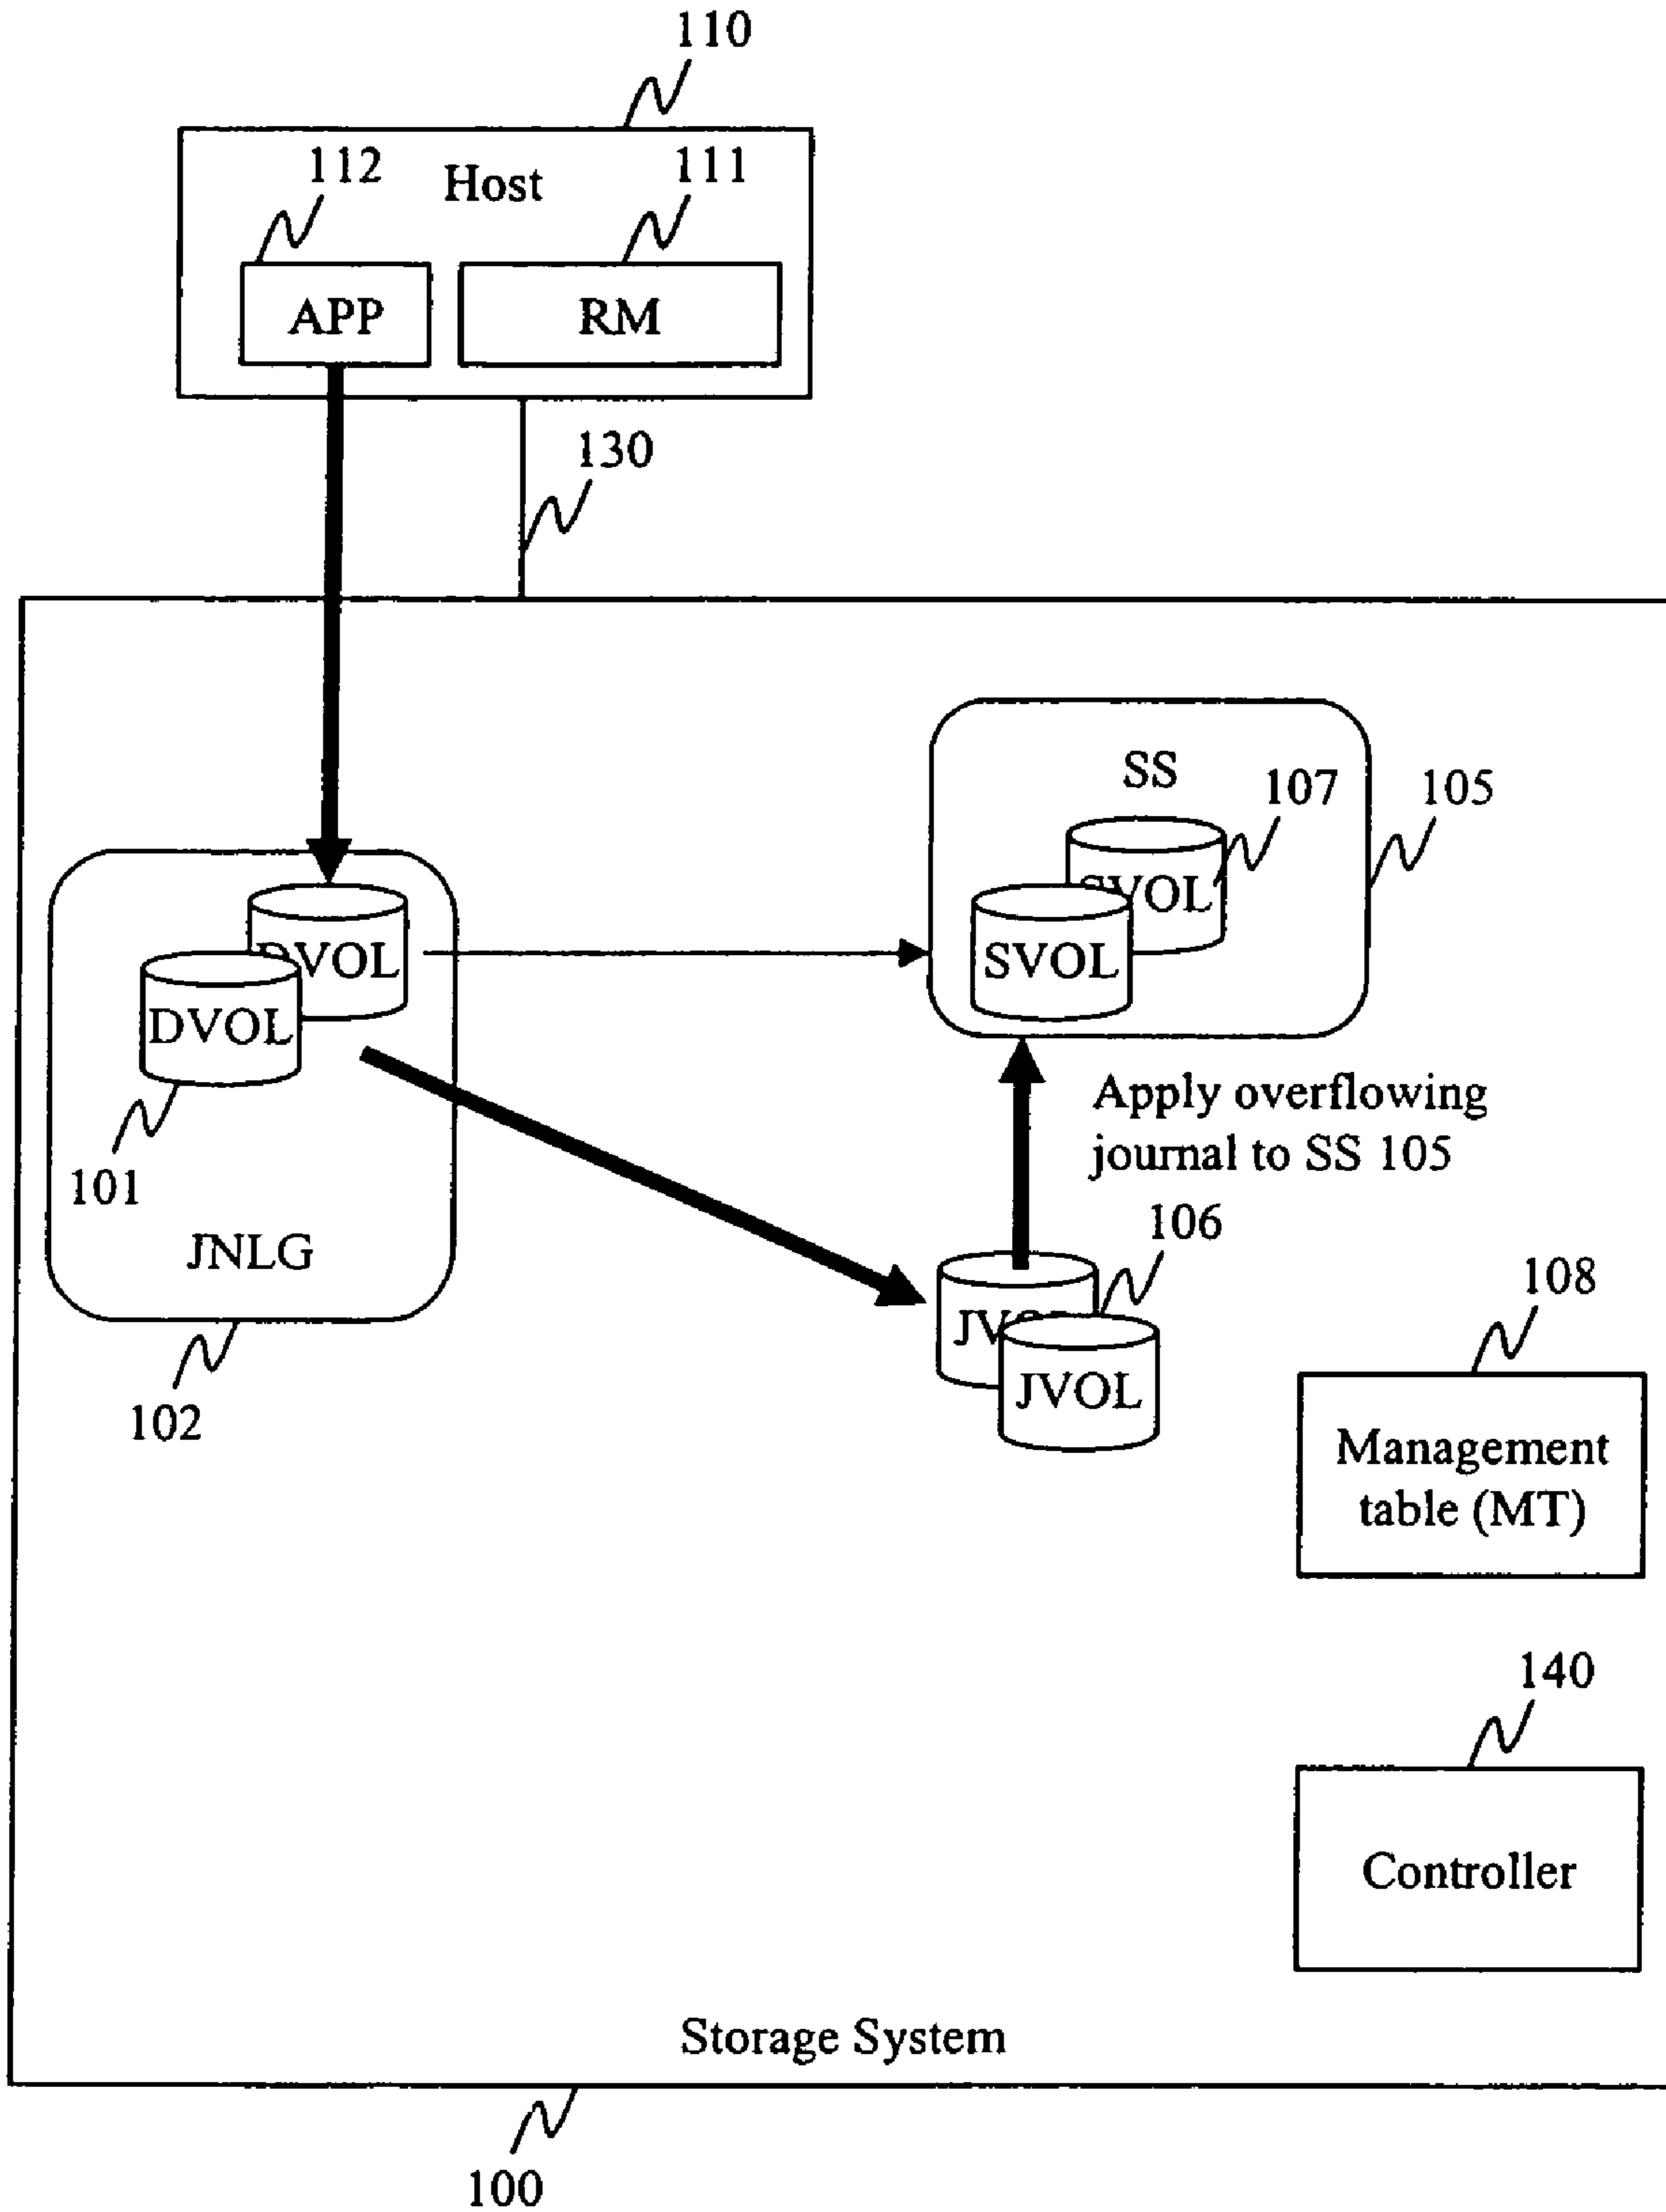 110
112
Host
111
APP
RM
130
SS
107
105
SVOL
SVOL
DVOL
DVOL
Apply overflowing
journal to SS 105
101
106
JNLG
JVOL
JVOL
108
102
Management
table (MT)
140
Controller
Storage System
100